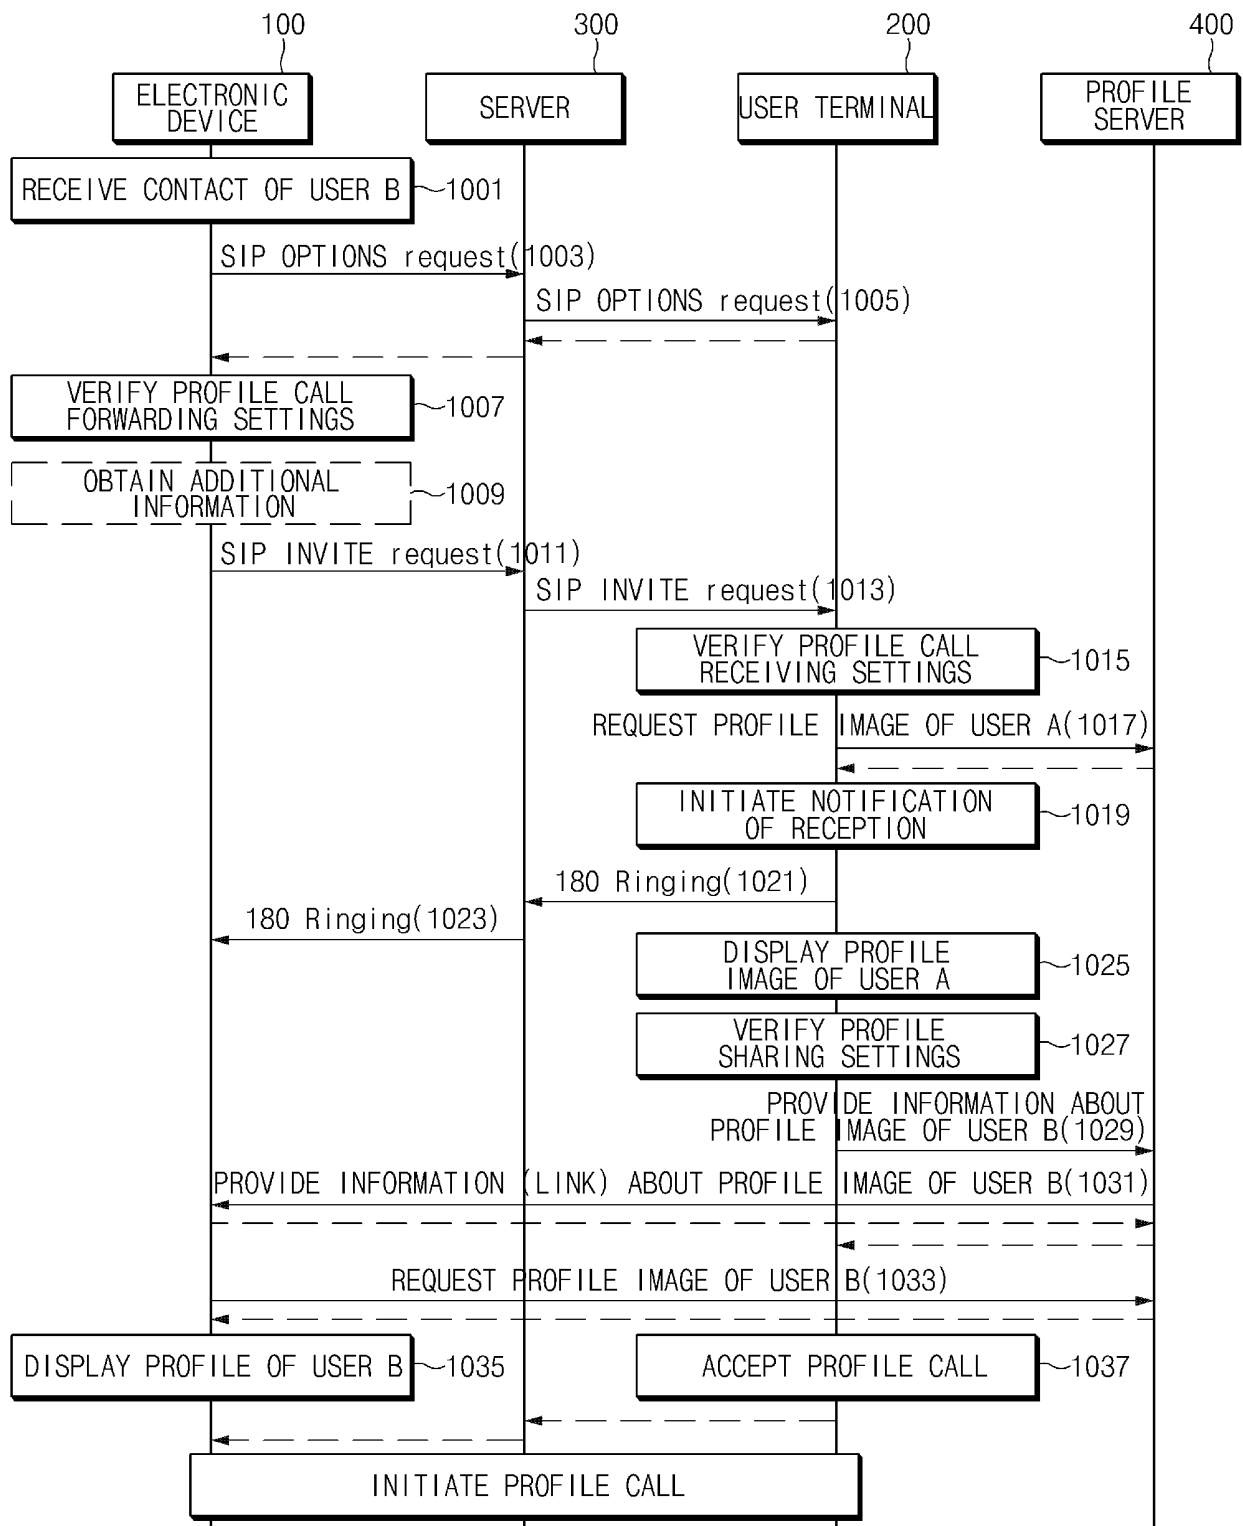 100
300
200
400
ELECTRONIC
DEVICE
SERVER
USER TERMINAL
PROFILE
SERVER
RECEIVE CONTACT OF USER B
1001
SIP OPTIONS request(1003)
SIP OPTIONS request(1005)
VERIFY PROFILE CALL
FORWARDING SETTINGS
1007
OBTAIN ADDITIONAL
INFORMATION
1009
SIP INVITE request(1011)
SIP INVITE request(1013)
VERIFY PROFILE CALL
RECEIVING SETTINGS
1015
REQUEST PROFILE IMAGE OF USER A(1017)
INITIATE NOTIFICATION
OF RECEPTION
1019
180 Ringing(1021)
180 Ringing(1023)
DISPLAY PROFILE
IMAGE OF USER A
1025
VERIFY PROFILE
SHARING SETTINGS
1027
PROVIDE INFORMATION ABOUT
PROFILE IMAGE OF USER B(1029)
PROVIDE INFORMATION (LINK) ABOUT PROFILE IMAGE OF USER B(1031)
REQUEST PROFILE IMAGE OF USER B(1033)
DISPLAY PROFILE OF USER B
1035
ACCEPT PROFILE CALL
1037
INITIATE PROFILE CALL